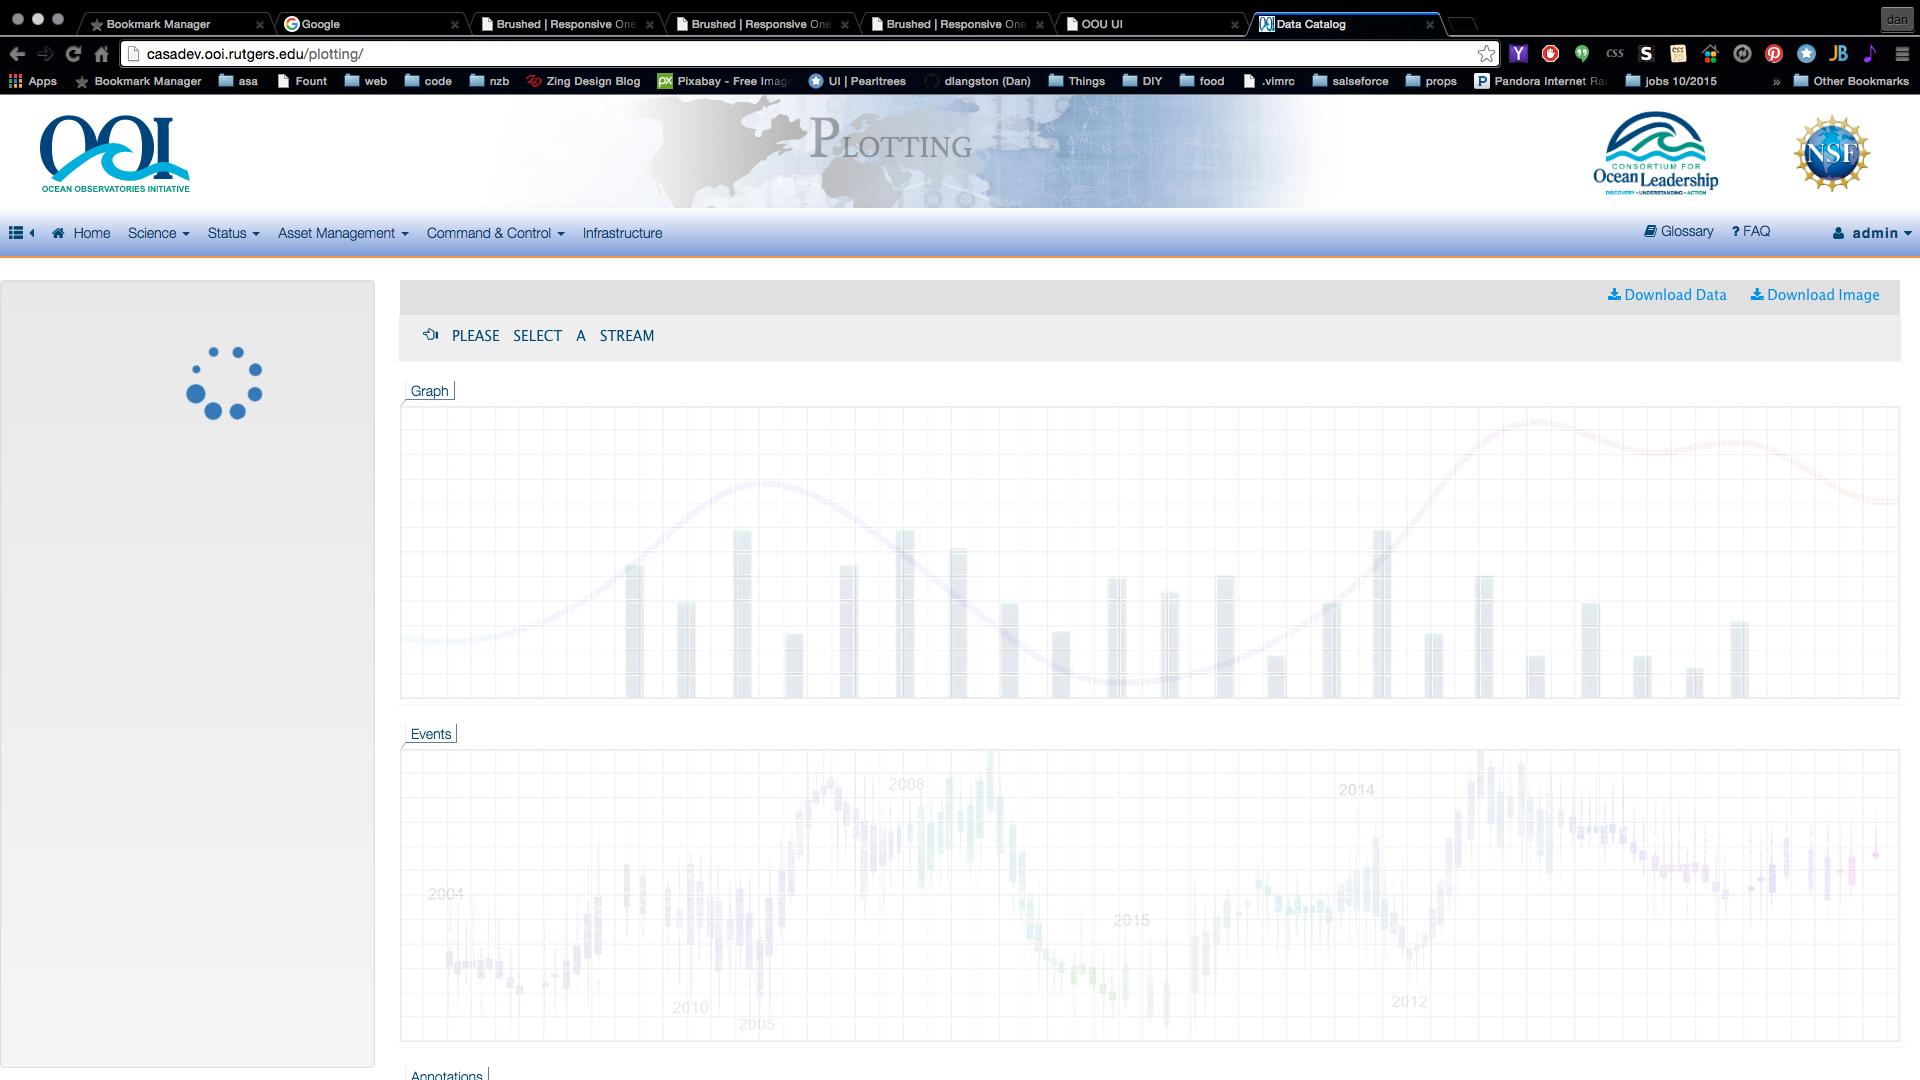 Bookmark Manager
Google
Brushed | Responsive One
Brushed | Responsive One
Brushed | Responsive One
OOU UI
Data Catalog
dan
casadev.ooi.rutgers.edu/plotting/
Apps
Bookmark Manager
asa
Fount
web
code
nzb
Zing Design Blog
Pixabay - Free Imag
UI | Pearltrees
dlangston (Dan)
Things
DIY
food
.vimrc
salseforce
props
Pandora Internet Ra
jobs 10/2015
»
Other Bookmarks
OOI
OCEAN OBSERVATORIES INITIATIVE
PLOTTING
CONSORTIUM FOR
Ocean Leadership
DISCOVERY • UNDERSTANDING • ACTION
NSF
Home
Science
Status
Asset Management
Command & Control
Infrastructure
Glossary
? FAQ
admin
Download Data
Download Image
PLEASE SELECT A STREAM
Graph
Events
2008
2014
2004
2015
2010
2005
2012
Annotations